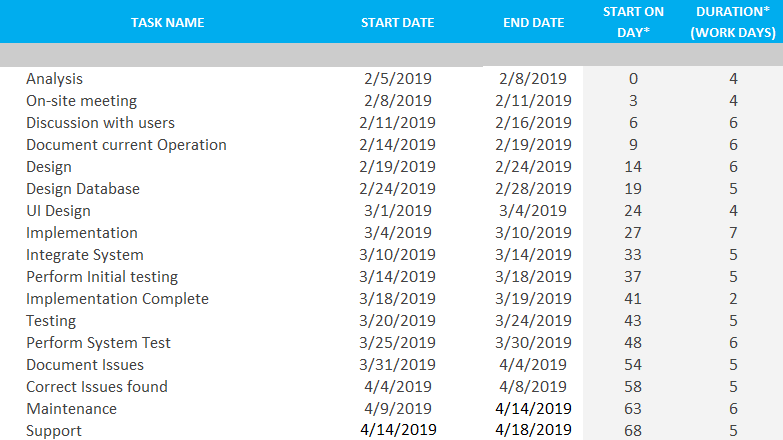 TASK NAME START DATE END DATE START ON DAY* DURATION* (WORK DAYS)
Analysis 2/5/2019 2/8/2019 0 4
On-site meeting 2/8/2019 2/11/2019 3 4
Discussion with users 2/11/2019 2/16/2019 6 6
Document current Operation 2/14/2019 2/19/2019 9 6
Design 2/19/2019 2/24/2019 14 6
Design Database 2/24/2019 2/28/2019 19 5
UI Design 3/1/2019 3/4/2019 24 4
Implementation 3/4/2019 3/10/2019 27 7
Integrate System 3/10/2019 3/14/2019 33 5
Perform Initial testing 3/14/2019 3/18/2019 37 5
Implementation Complete 3/18/2019 3/19/2019 41 2
Testing 3/20/2019 3/24/2019 43 5
Perform System Test 3/25/2019 3/30/2019 48 6
Document Issues 3/31/2019 4/4/2019 54 5
Correct Issues found 4/4/2019 4/8/2019 58 5
Maintenance 4/9/2019 4/14/2019 63 6
Support 4/14/2019 4/18/2019 68 5